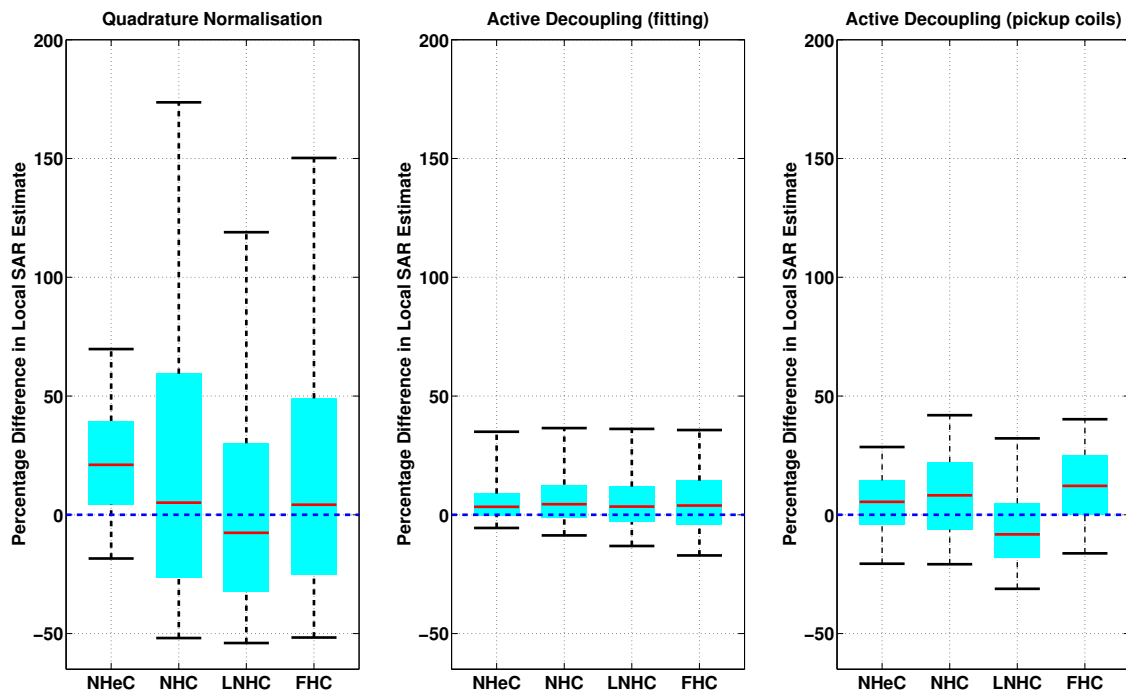 Quadrature Normalisation
Percentage Difference in Local SAR Estimate
200
150
100
50
0
−50
NHeC NHC LNHC FHC
Active Decoupling (fitting)
Percentage Difference in Local SAR Estimate
200
150
100
50
0
−50
NHeC NHC LNHC FHC
Active Decoupling (pickup coils)
Percentage Difference in Local SAR Estimate
200
150
100
50
0
−50
NHeC NHC LNHC FHC